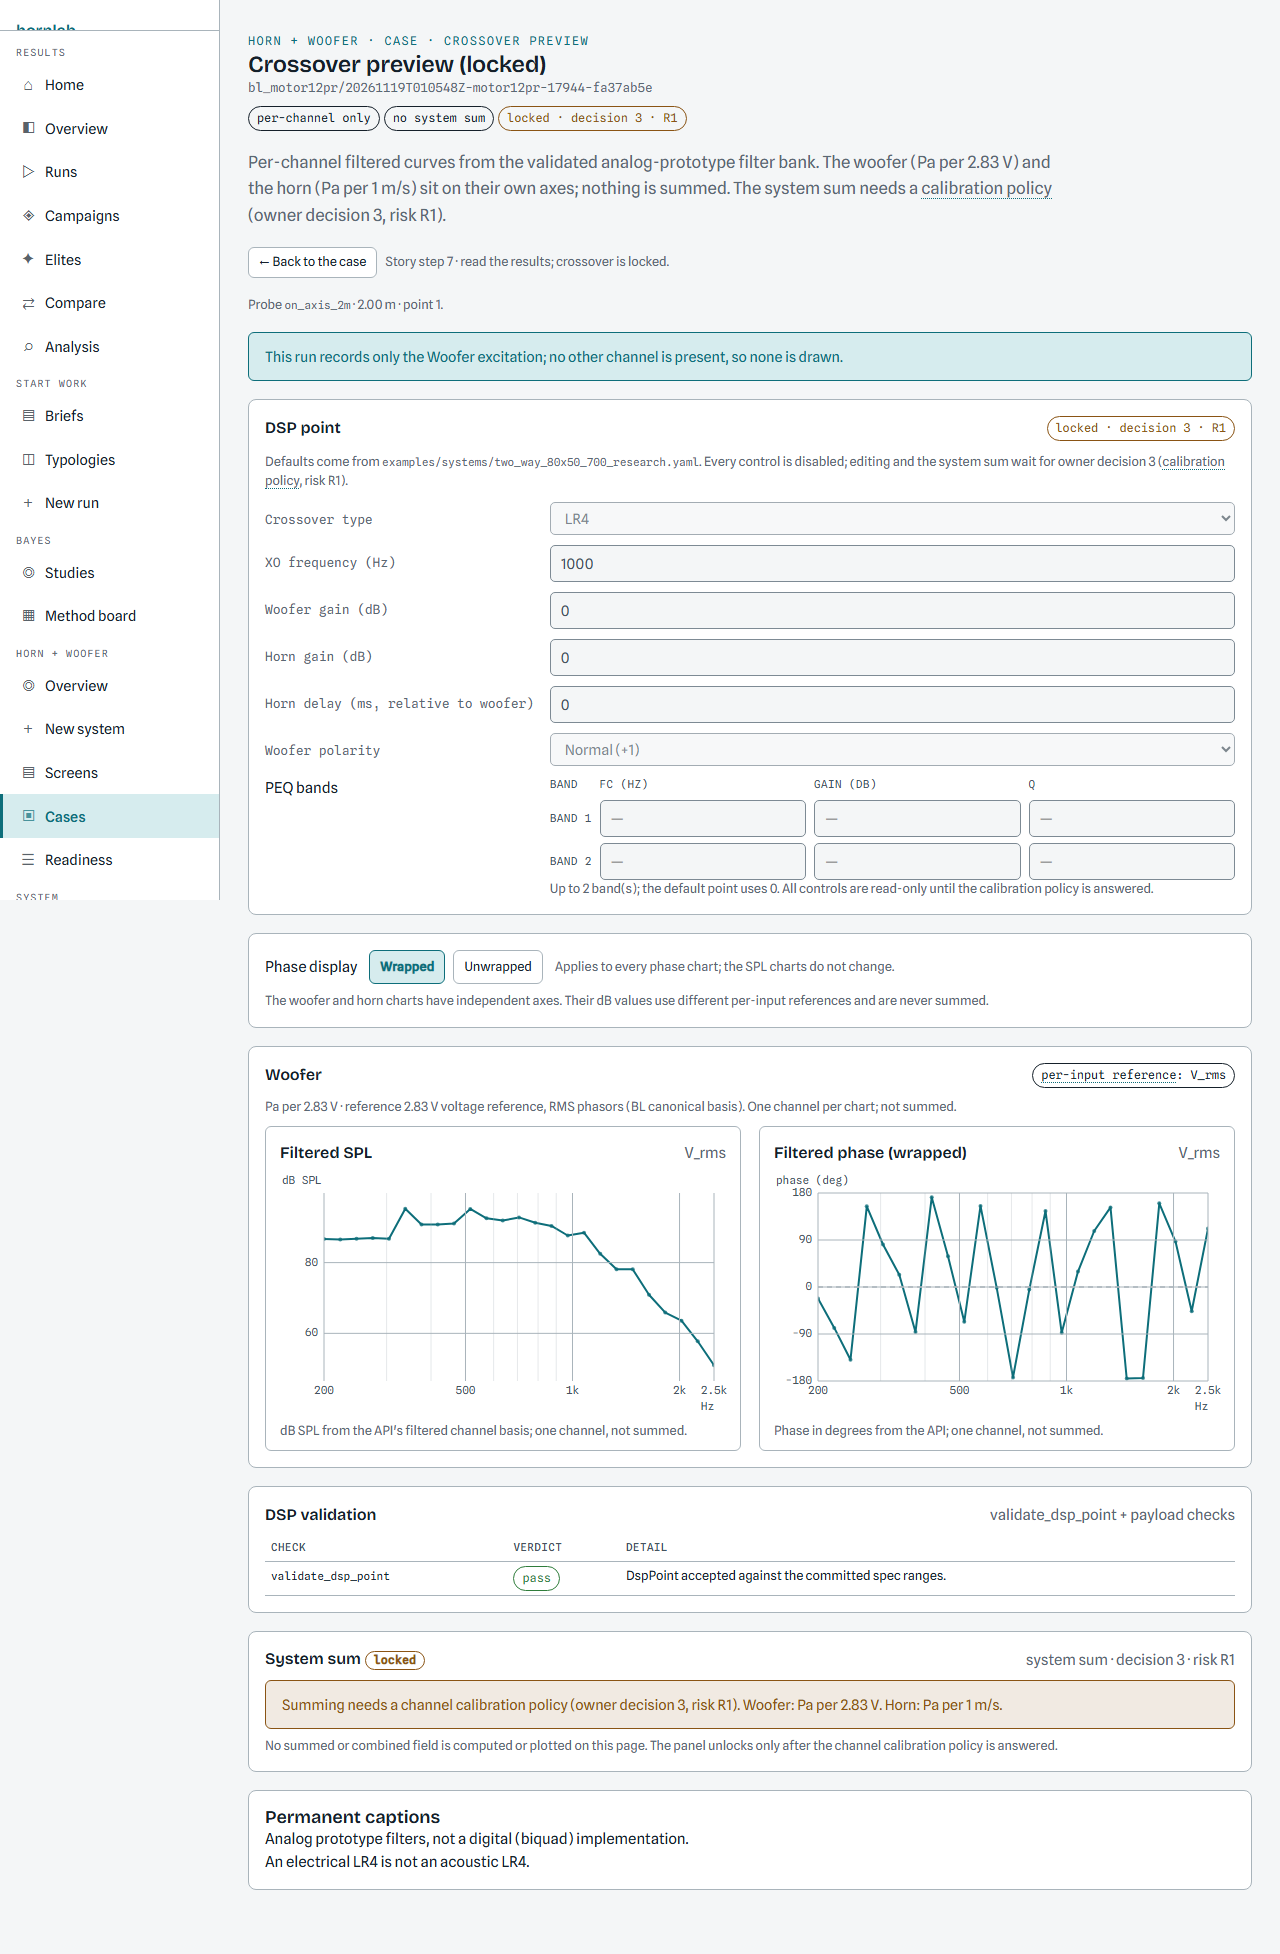 RESULTS
Home
Overview
Runs
Campaigns
Elites
Compare
Analysis
START WORK
Briefs
Typologies
New run
BAYES
Studies
Method board
HORN + WOOFER
Overview
New system
Screens
Cases
Readiness
SYSTEM
HORN + WOOFER · CASE · CROSSOVER PREVIEW
Crossover preview (locked)
bl_motor12pr/20261119T010548Z-motor12pr-17944-fa37ab5e
per-channel only no system sum locked · decision 3 · R1
Per-channel filtered curves from the validated analog-prototype filter bank. The woofer (Pa per 2.83 V) and
the horn (Pa per 1 m/s) sit on their own axes; nothing is summed. The system sum needs a calibration policy
(owner decision 3, risk R1).
← Back to the case Story step 7 · read the results; crossover is locked.
Probe on_axis_2m · 2.00 m · point 1.
This run records only the Woofer excitation; no other channel is present, so none is drawn.
DSP point locked · decision 3 · R1
Defaults come from examples/systems/two_way_80x50_700_research.yaml. Every control is disabled; editing and the system sum wait for owner decision 3 (calibration
policy, risk R1).
Crossover type LR4
XO frequency (Hz) 1000
Woofer gain (dB) 0
Horn gain (dB) 0
Horn delay (ms, relative to woofer) 0
Woofer polarity Normal (+1)
PEQ bands BAND FC (HZ) GAIN (DB) Q
BAND 1 — — —
BAND 2 — — —
Up to 2 band(s); the default point uses 0. All controls are read-only until the calibration policy is answered.
Phase display Wrapped Unwrapped Applies to every phase chart; the SPL charts do not change.
The woofer and horn charts have independent axes. Their dB values use different per-input references and are never summed.
Woofer per-input reference: V_rms
Pa per 2.83 V · reference 2.83 V voltage reference, RMS phasors (BL canonical basis). One channel per chart; not summed.
Filtered SPL V_rms
dB SPL
80
60
200 500 1k 2k 2.5k
Hz
dB SPL from the API's filtered channel basis; one channel, not summed.
Filtered phase (wrapped) V_rms
phase (deg)
180
90
0
-90
-180
200 500 1k 2k 2.5k
Hz
Phase in degrees from the API; one channel, not summed.
DSP validation validate_dsp_point + payload checks
CHECK VERDICT DETAIL
validate_dsp_point pass DspPoint accepted against the committed spec ranges.
System sum locked system sum · decision 3 · risk R1
Summing needs a channel calibration policy (owner decision 3, risk R1). Woofer: Pa per 2.83 V. Horn: Pa per 1 m/s.
No summed or combined field is computed or plotted on this page. The panel unlocks only after the channel calibration policy is answered.
Permanent captions
Analog prototype filters, not a digital (biquad) implementation.
An electrical LR4 is not an acoustic LR4.